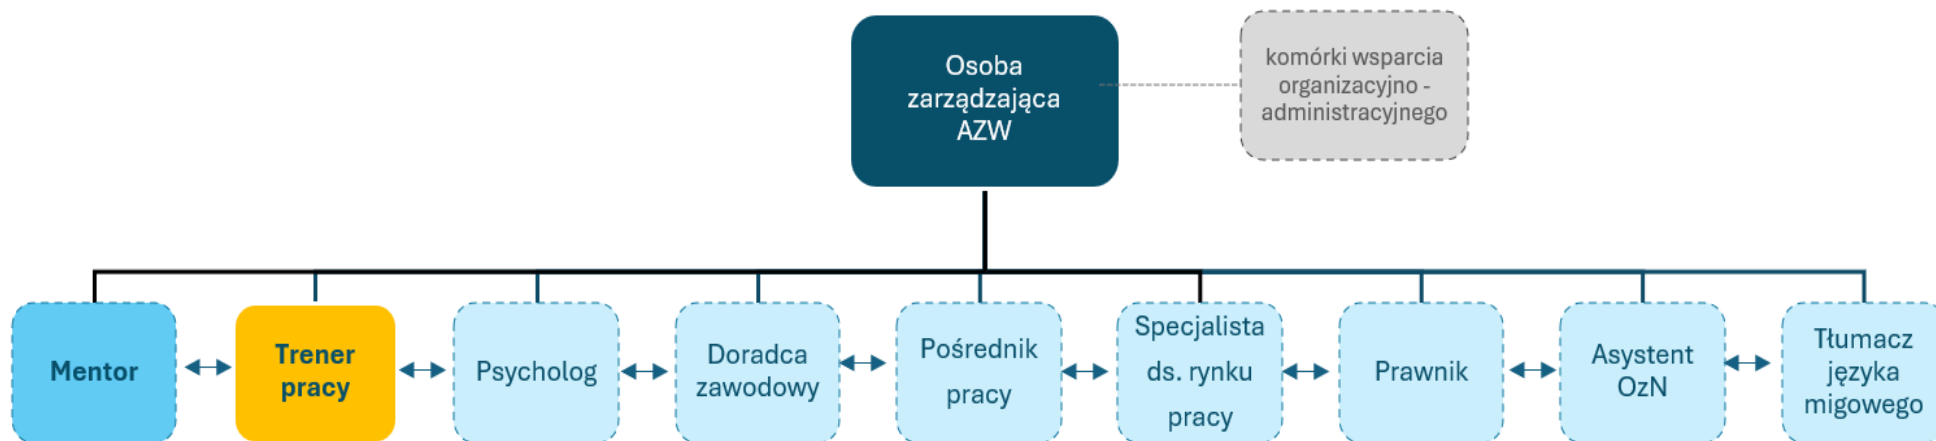 Osoba
zarządzająca
AZW
komórki wsparcia
organizacyjno -
administracyjnego
Mentor
Trener
pracy
Psycholog
Doradca
zawodowy
Pośrednik
pracy
Specjalista
ds. rynku
pracy
Prawnik
Asystent
OzN
Tłumacz
języka
migowego